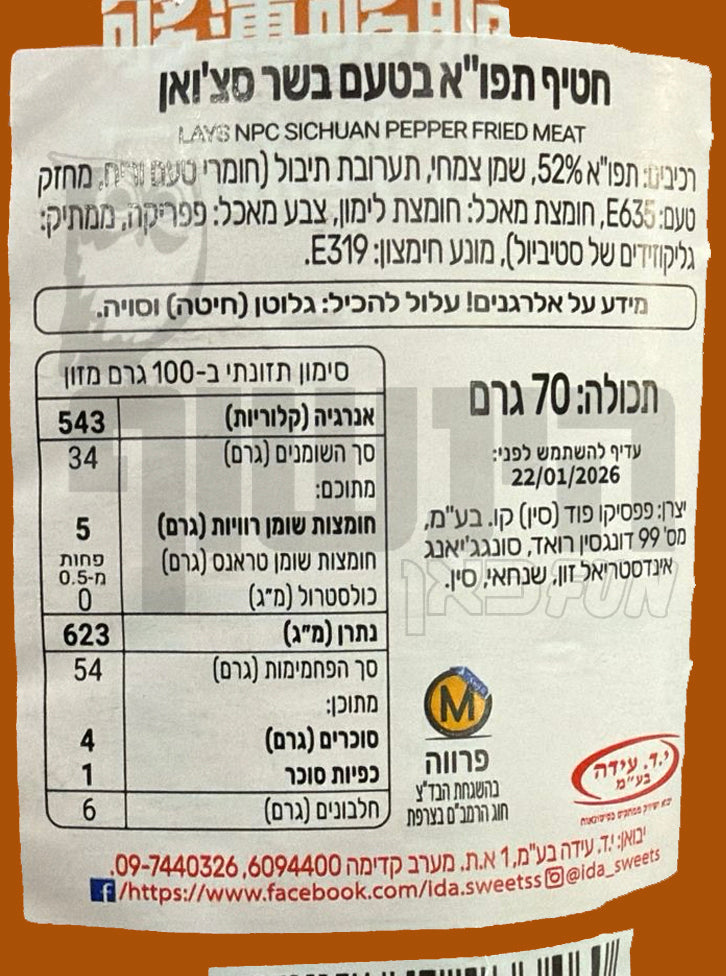 חטיף תפו"א בטעם בשר סצ'ואן
LAYS NPC SICHUAN PEPPER FRIED MEAT
רכיבים: תפו"א 52%, שמן צמחי, תערובת תיבול (חומרי טעם וריח, מחזק
טעם: E635, חומצת מאכל: חומצת לימון, צבע מאכל: פפריקה, ממתיק:
גליקוזידים של סטיביול), מונע חימצון: E319.
מידע על אלרגנים! עלול להכיל: גלוטן (חיטה) וסויה.
סימון תזונתי ב-100 גרם מזון
אנרגיה (קלוריות) 543
סך השומנים (גרם) 34
מתוכם:
חומצות שומן רוויות (גרם) 5
חומצות שומן טראנס (גרם) פחות מ-0.5
כולסטרול (מ"ג) 0
נתרן (מ"ג) 623
סך הפחמימות (גרם) 54
מתוכן:
סוכרים (גרם) 4
כפיות סוכר 1
חלבונים (גרם) 6
תכולה: 70 גרם
עדיף להשתמש לפני:
22/01/2026
יצרן: פפסיקו פוד (סין) קו. בע"מ,
מס' 99 דונגסין רואד, סונגג'יאנג
אינדסטריאל זון, שנחאי, סין.
הינשוף
פאן FUN
M
פרווה
בהשגחת הבד"צ
חוג הרמב"ם בצרפת
י.ד. עידה
בע"מ
יבואן: י.ד. עידה בע"מ, 1 א.ת. מערב קדימה 6094400, 09-7440326.
f/https://www.facebook.com/ida.sweetss @ida_sweets